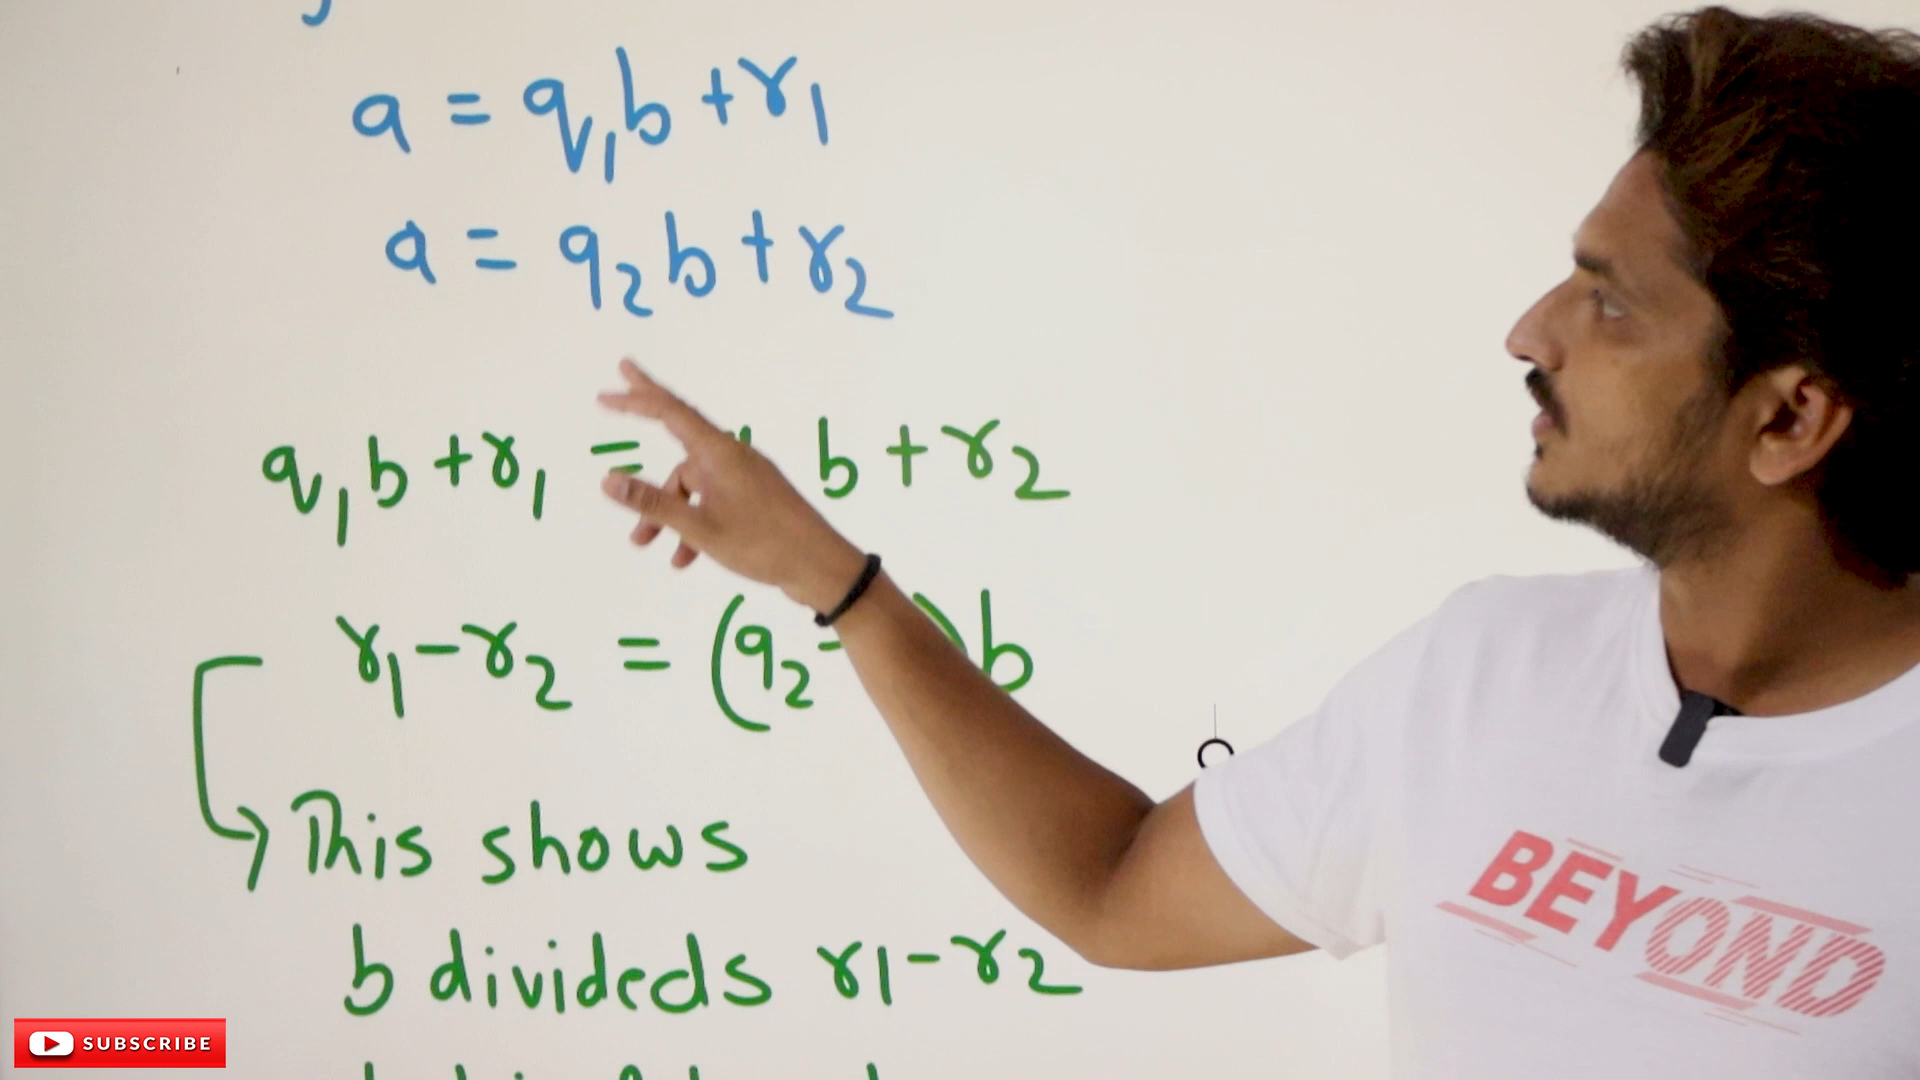 a = q1b + r1
a = q2b + r2
q1b + r1 = b + r2
r1 - r2 = (q2 - )b
This shows
b divideds r1 - r2
BEYOND
SUBSCRIBE